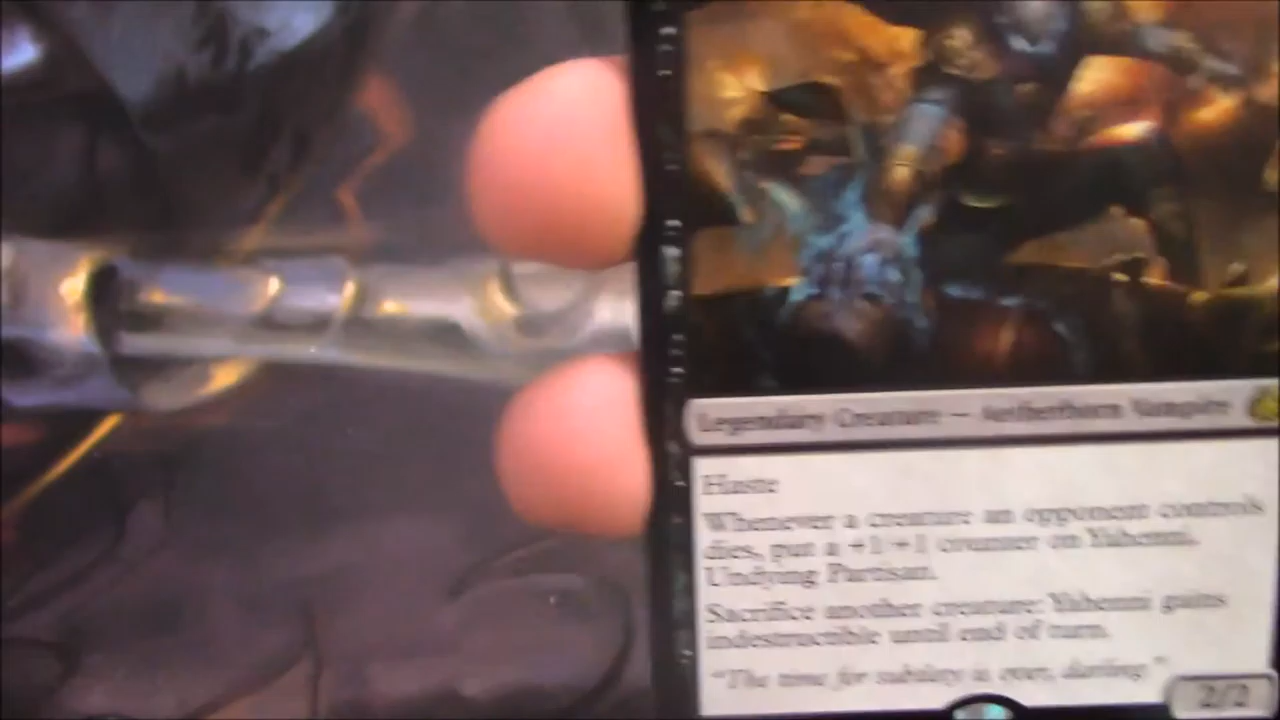 Legendary Creature — Aetherborn Vampire
Haste
Whenever a creature an opponent controls
dies, put a +1/+1 counter on Yahenni,
Undying Partisan.
Sacrifice another creature: Yahenni gains
indestructible until end of turn.
"The time for subtlety is over, darling."
2/2